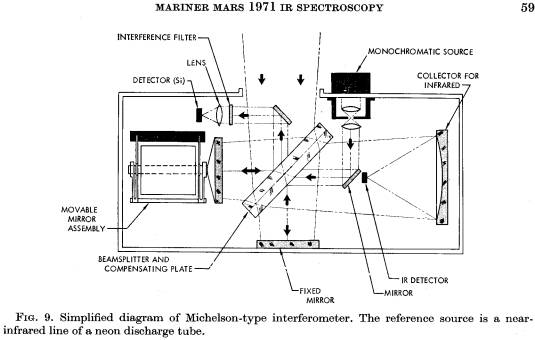 MARINER MARS 1971 IR SPECTROSCOPY 59
INTERFERENCE FILTER
LENS
DETECTOR (Si)
MONOCHROMATIC SOURCE
COLLECTOR FOR
INFRARED
MOVABLE
MIRROR
ASSEMBLY
BEAMSPLITTER AND
COMPENSATING PLATE
FIXED
MIRROR
IR DETECTOR
MIRROR
FIG. 9. Simplified diagram of Michelson-type interferometer. The reference source is a near-
infrared line of a neon discharge tube.